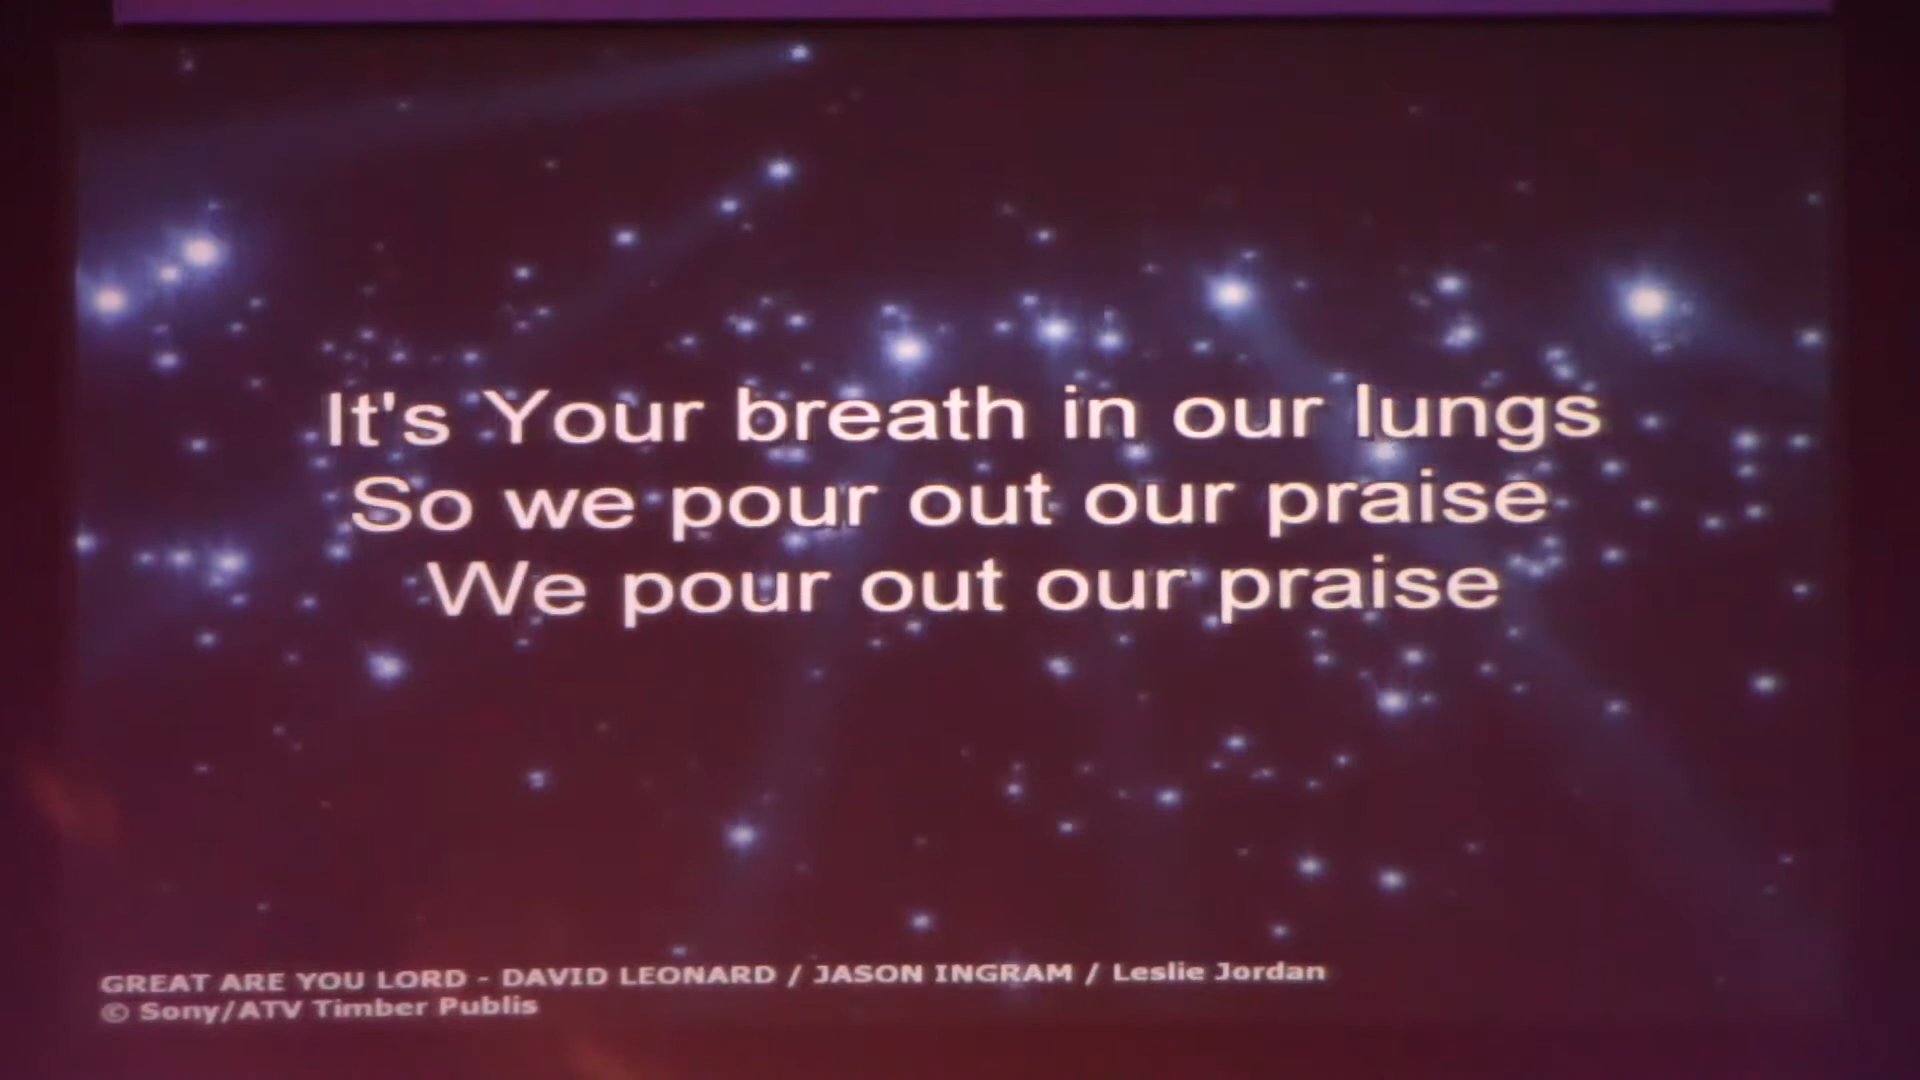 It's Your breath in our lungs
So we pour out our praise
We pour out our praise
GREAT ARE YOU LORD - DAVID LEONARD / JASON INGRAM / Leslie Jordan
© Sony/ATV Timber Publis